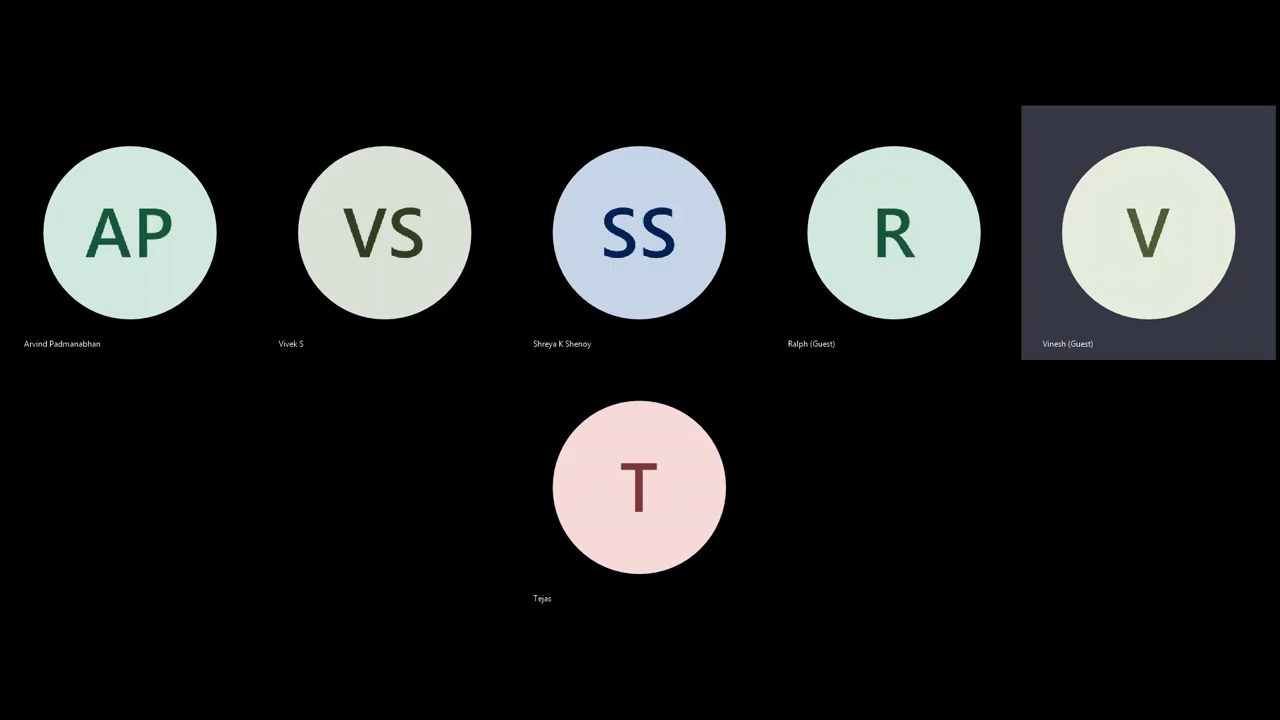 AP
VS
SS
R
V
Arvind Padmanabhan
Vivek S
Shreya K Shenoy
Ralph (Guest)
Vinesh (Guest)
T
Tejas